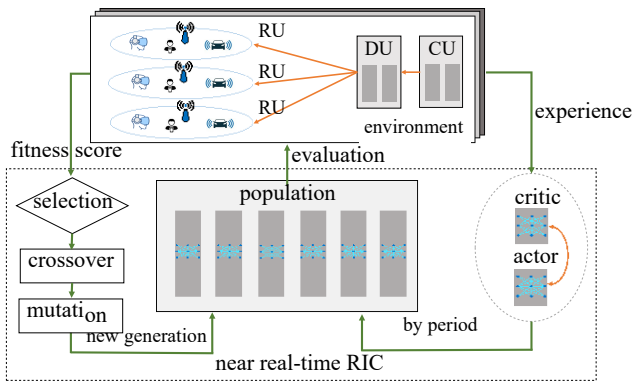 RU
DU
CU
RU
RU
environment
experience
fitness score
evaluation
selection
population
critic
crossover
actor
mutation
new generation
by period
near real-time RIC